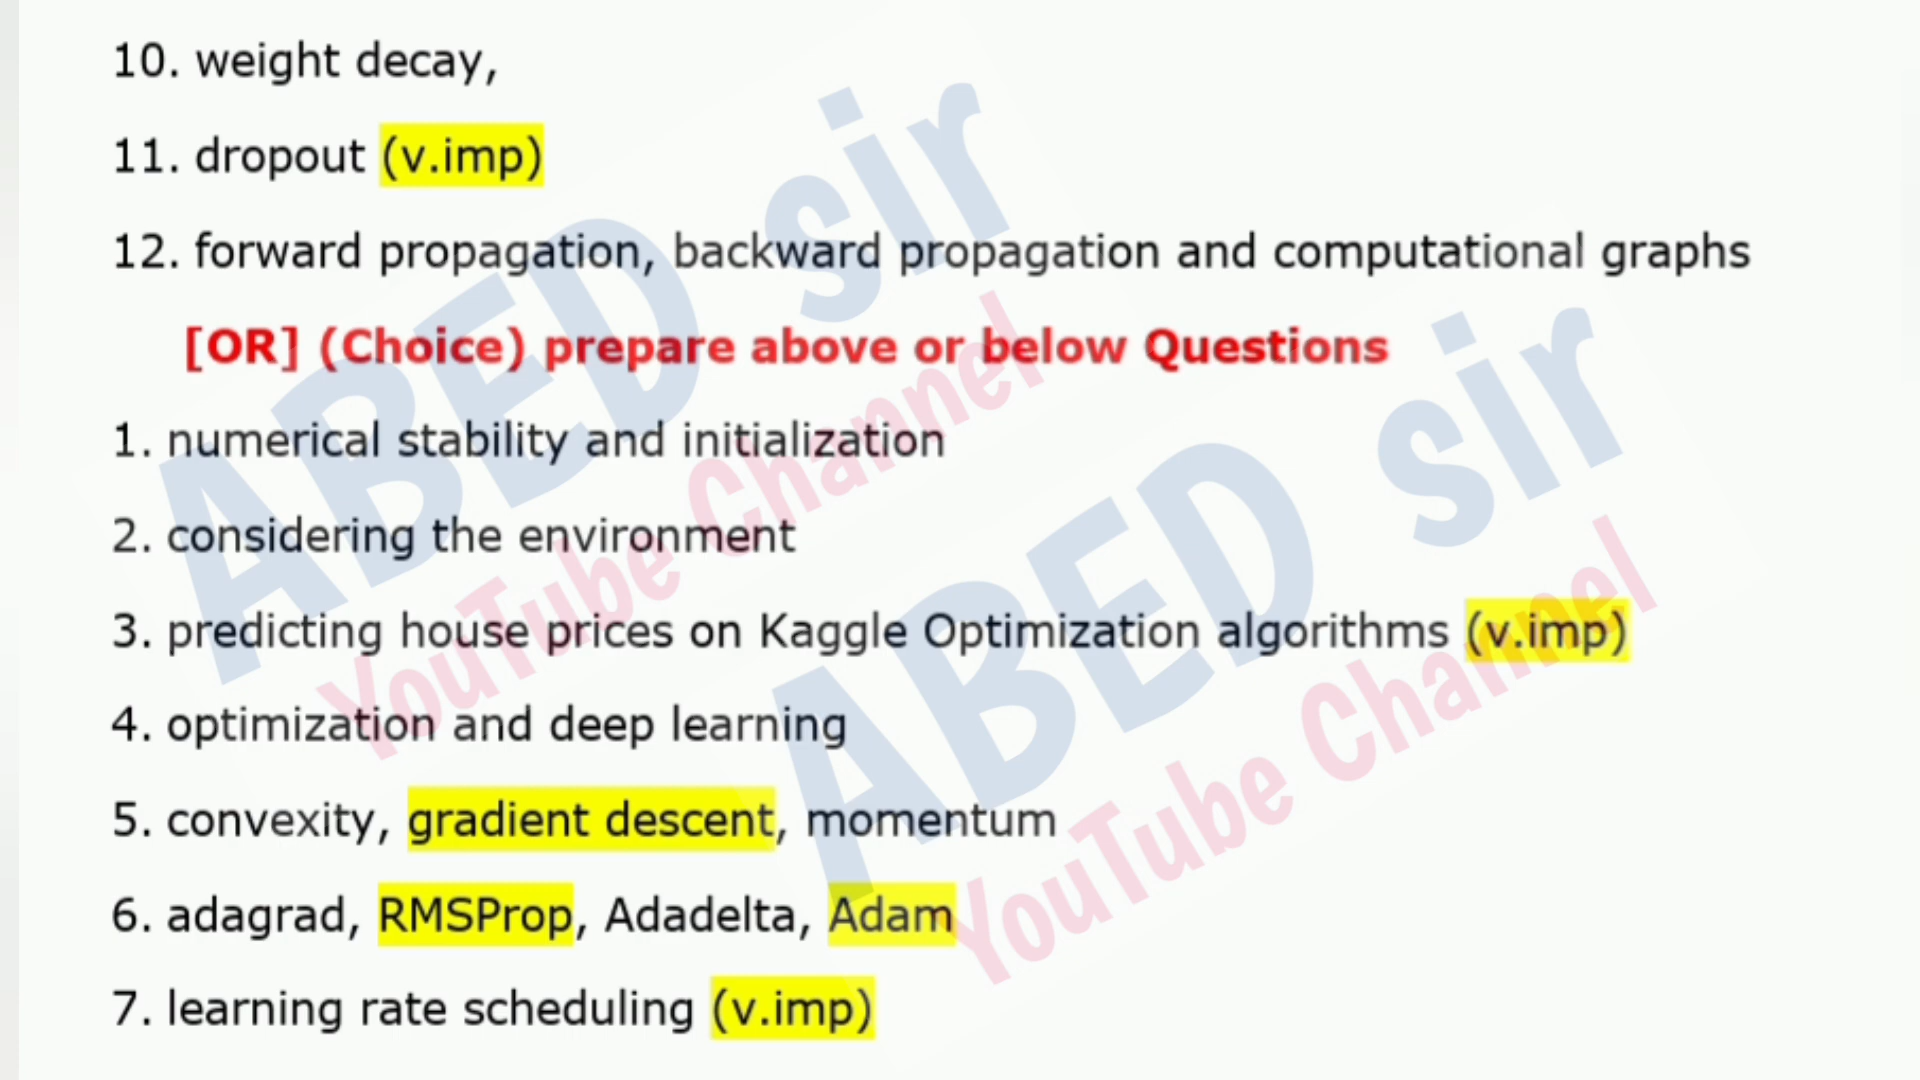 10. weight decay,
11. dropout (v.imp)
12. forward propagation, backward propagation and computational graphs
[OR] (Choice) prepare above or below Questions
1. numerical stability and initialization
2. considering the environment
3. predicting house prices on Kaggle Optimization algorithms (v.imp)
4. optimization and deep learning
5. convexity, gradient descent, momentum
6. adagrad, RMSProp, Adadelta, Adam
7. learning rate scheduling (v.imp)
ABED sir
YouTube Channel
ABED sir
YouTube Channel